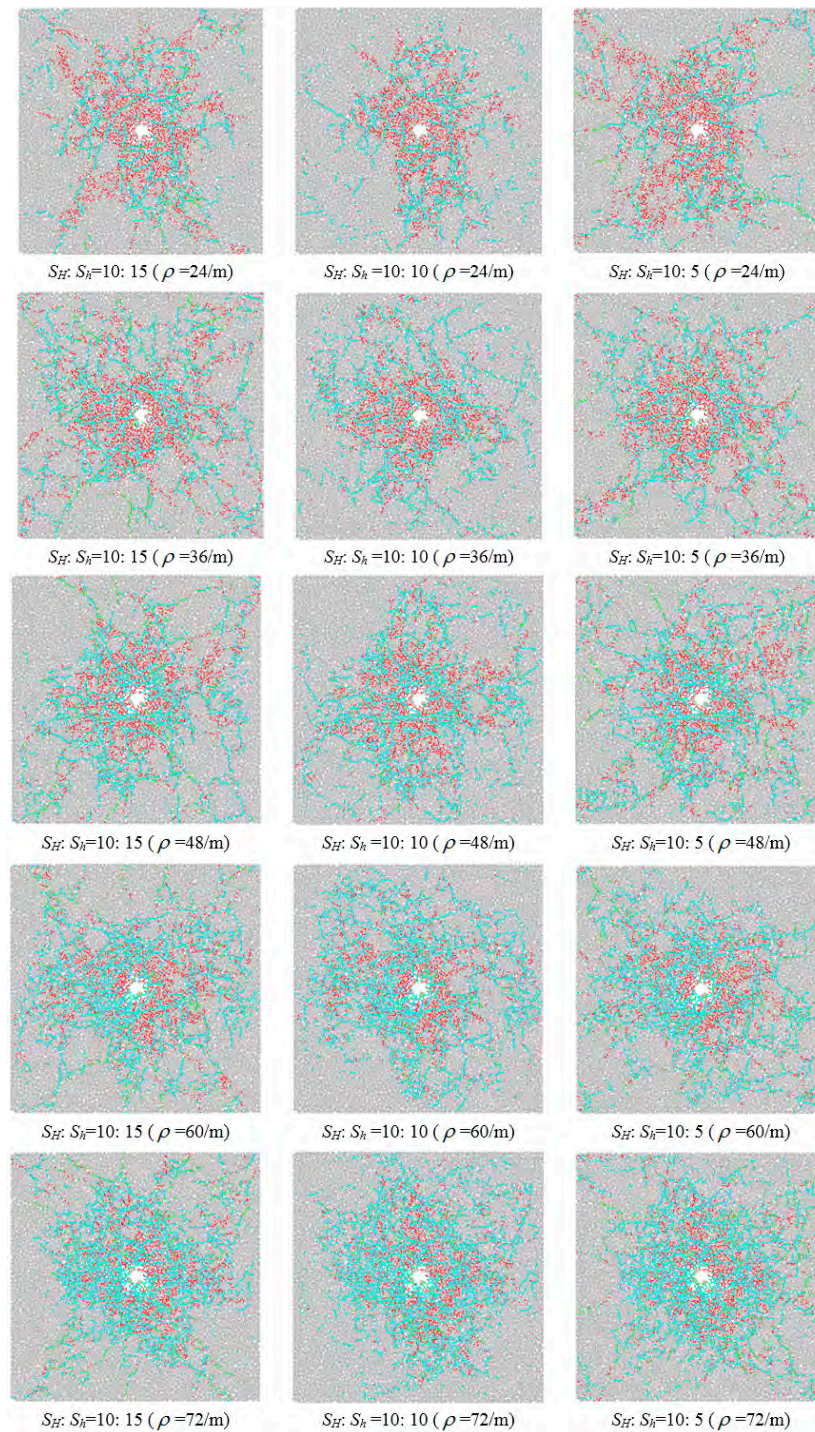 S_H: S_h=10: 15 ( ρ =24/m) S_H: S_h =10: 10 ( ρ =24/m) S_H: S_h=10: 5 ( ρ =24/m)
S_H: S_h=10: 15 ( ρ =36/m) S_H: S_h =10: 10 ( ρ =36/m) S_H: S_h=10: 5 ( ρ =36/m)
S_H: S_h=10: 15 ( ρ =48/m) S_H: S_h =10: 10 ( ρ =48/m) S_H: S_h=10: 5 ( ρ =48/m)
S_H: S_h=10: 15 ( ρ =60/m) S_H: S_h =10: 10 ( ρ =60/m) S_H: S_h=10: 5 ( ρ =60/m)
S_H: S_h=10: 15 ( ρ =72/m) S_H: S_h =10: 10 ( ρ =72/m) S_H: S_h=10: 5 ( ρ =72/m)